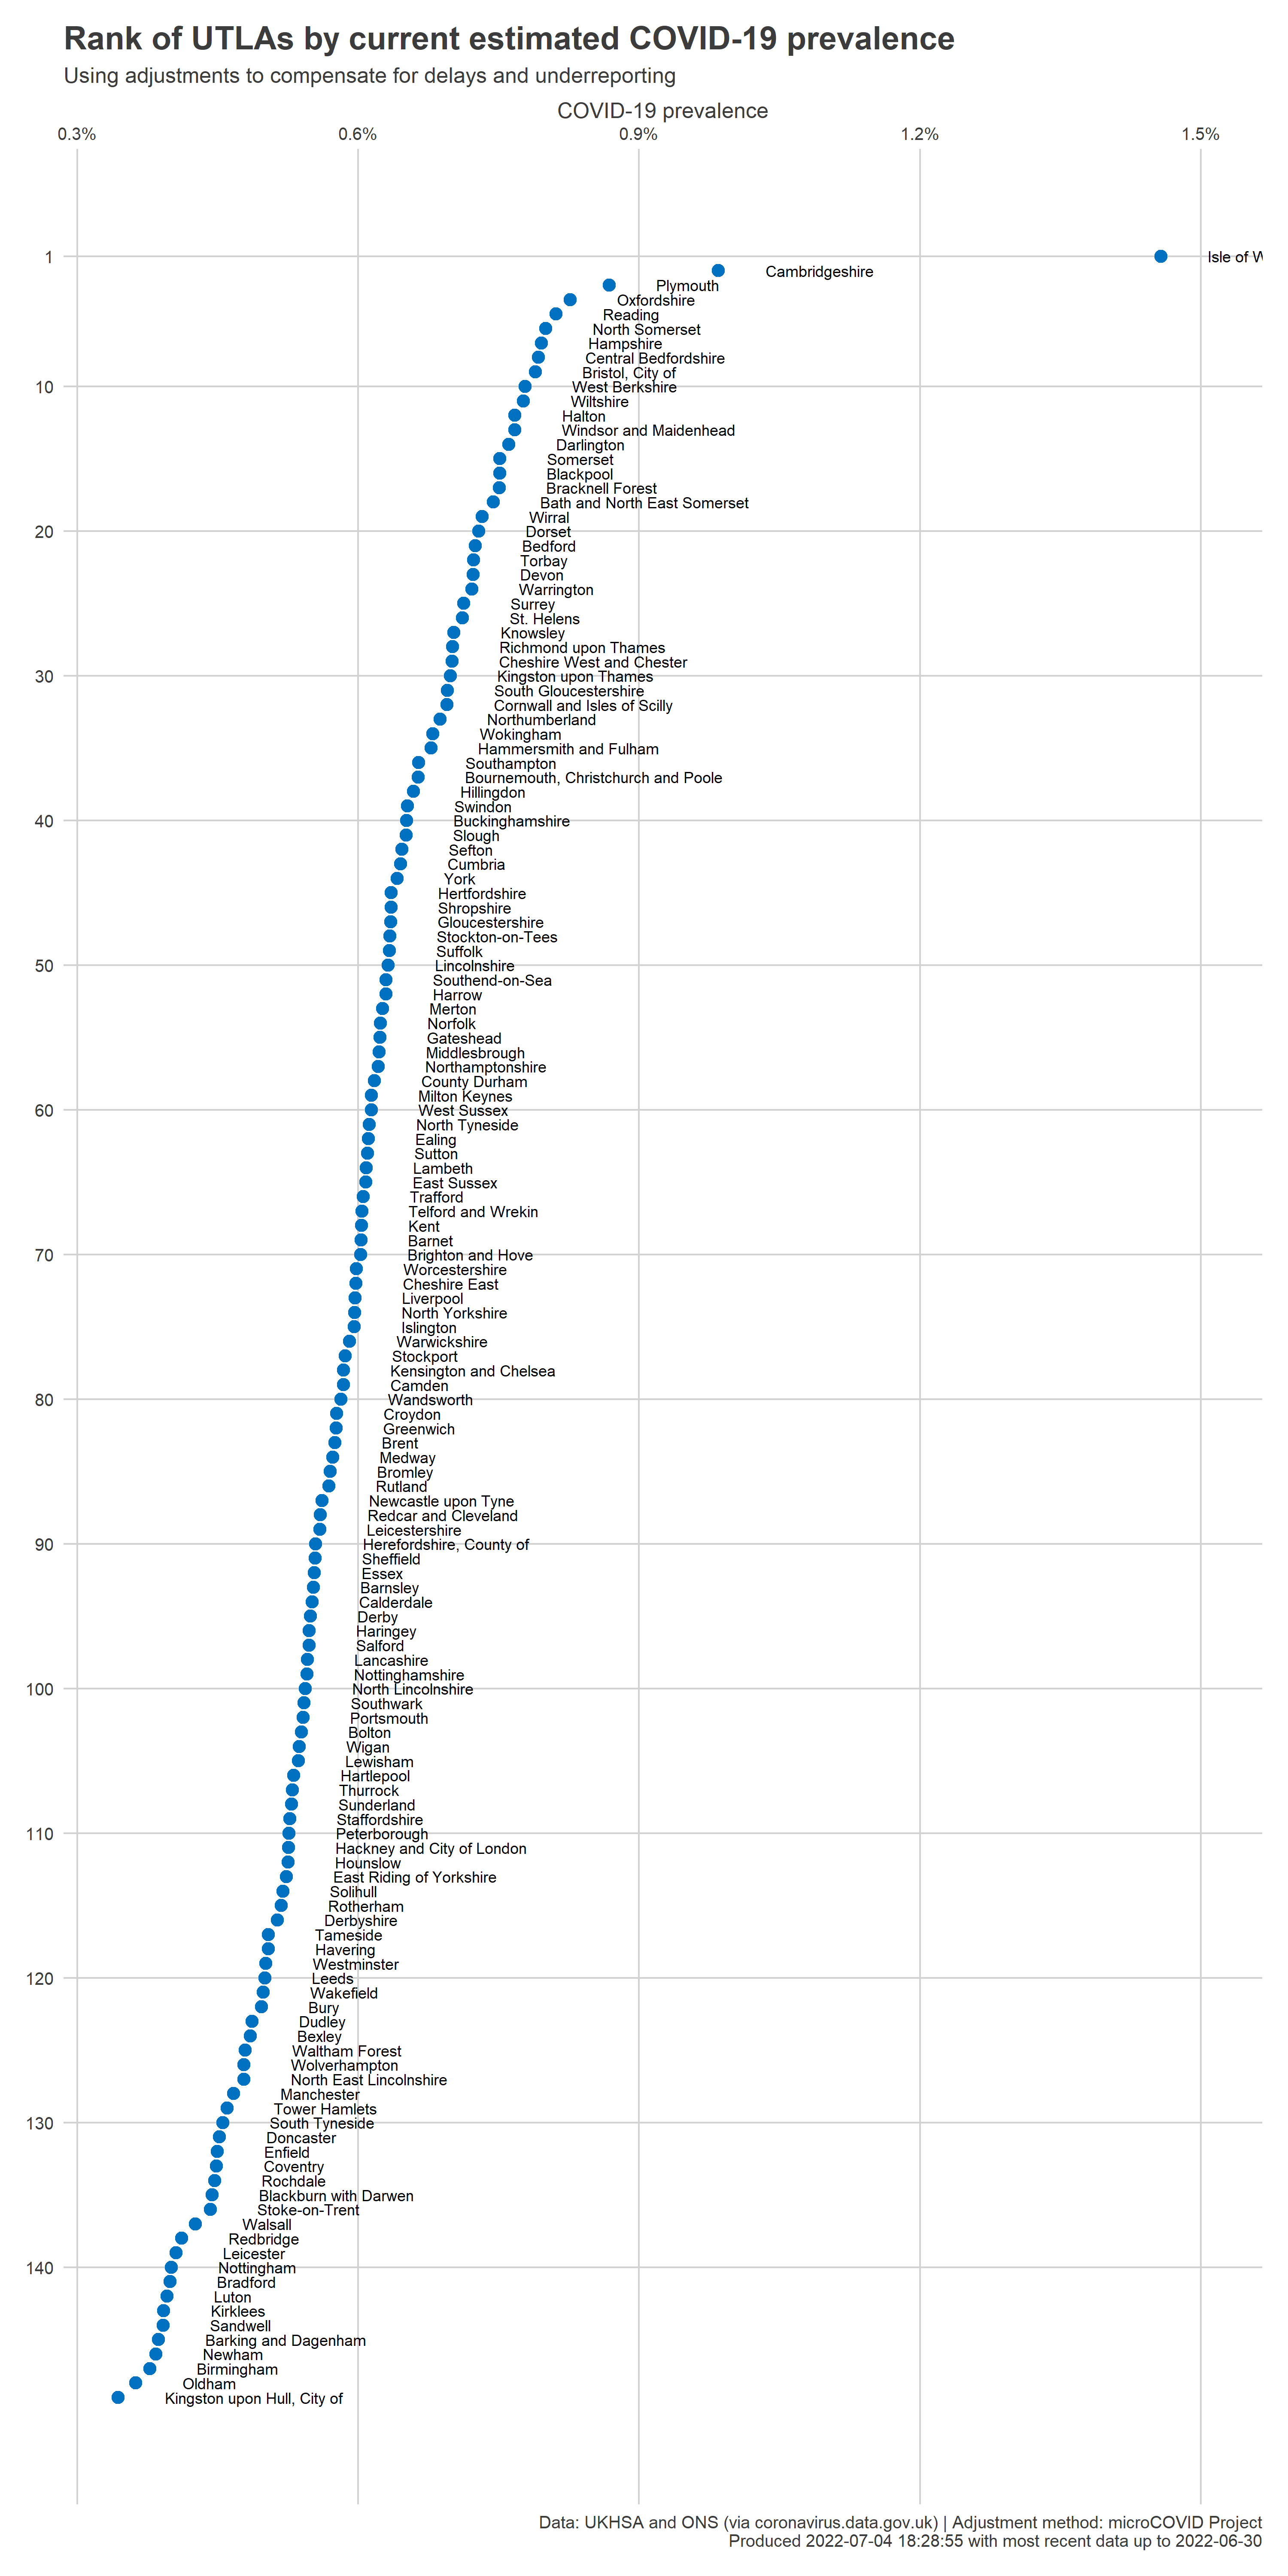 Rank of UTLAs by current estimated COVID-19 prevalence
Using adjustments to compensate for delays and underreporting
COVID-19 prevalence
0.3% 0.6% 0.9% 1.2% 1.5%
1 Isle of W
Cambridgeshire
Plymouth
Oxfordshire
Reading
North Somerset
Hampshire
Central Bedfordshire
Bristol, City of
10 West Berkshire
Wiltshire
Halton
Windsor and Maidenhead
Darlington
Somerset
Blackpool
Bracknell Forest
Bath and North East Somerset
Wirral
20 Dorset
Bedford
Torbay
Devon
Warrington
Surrey
St. Helens
Knowsley
Richmond upon Thames
Cheshire West and Chester
30 Kingston upon Thames
South Gloucestershire
Cornwall and Isles of Scilly
Northumberland
Wokingham
Hammersmith and Fulham
Southampton
Bournemouth, Christchurch and Poole
Hillingdon
Swindon
40 Buckinghamshire
Slough
Sefton
Cumbria
York
Hertfordshire
Shropshire
Gloucestershire
Stockton-on-Tees
Suffolk
50 Lincolnshire
Southend-on-Sea
Harrow
Merton
Norfolk
Gateshead
Middlesbrough
Northamptonshire
County Durham
Milton Keynes
60 West Sussex
North Tyneside
Ealing
Sutton
Lambeth
East Sussex
Trafford
Telford and Wrekin
Kent
Barnet
70 Brighton and Hove
Worcestershire
Cheshire East
Liverpool
North Yorkshire
Islington
Warwickshire
Stockport
Kensington and Chelsea
Camden
80 Wandsworth
Croydon
Greenwich
Brent
Medway
Bromley
Rutland
Newcastle upon Tyne
Redcar and Cleveland
Leicestershire
90 Herefordshire, County of
Sheffield
Essex
Barnsley
Calderdale
Derby
Haringey
Salford
Lancashire
Nottinghamshire
100 North Lincolnshire
Southwark
Portsmouth
Bolton
Wigan
Lewisham
Hartlepool
Thurrock
Sunderland
Staffordshire
110 Peterborough
Hackney and City of London
Hounslow
East Riding of Yorkshire
Solihull
Rotherham
Derbyshire
Tameside
Havering
Westminster
120 Leeds
Wakefield
Bury
Dudley
Bexley
Waltham Forest
Wolverhampton
North East Lincolnshire
Manchester
Tower Hamlets
130 South Tyneside
Doncaster
Enfield
Coventry
Rochdale
Blackburn with Darwen
Stoke-on-Trent
Walsall
Redbridge
Leicester
140 Nottingham
Bradford
Luton
Kirklees
Sandwell
Barking and Dagenham
Newham
Birmingham
Oldham
Kingston upon Hull, City of
Data: UKHSA and ONS (via coronavirus.data.gov.uk) | Adjustment method: microCOVID Project
Produced 2022-07-04 18:28:55 with most recent data up to 2022-06-30